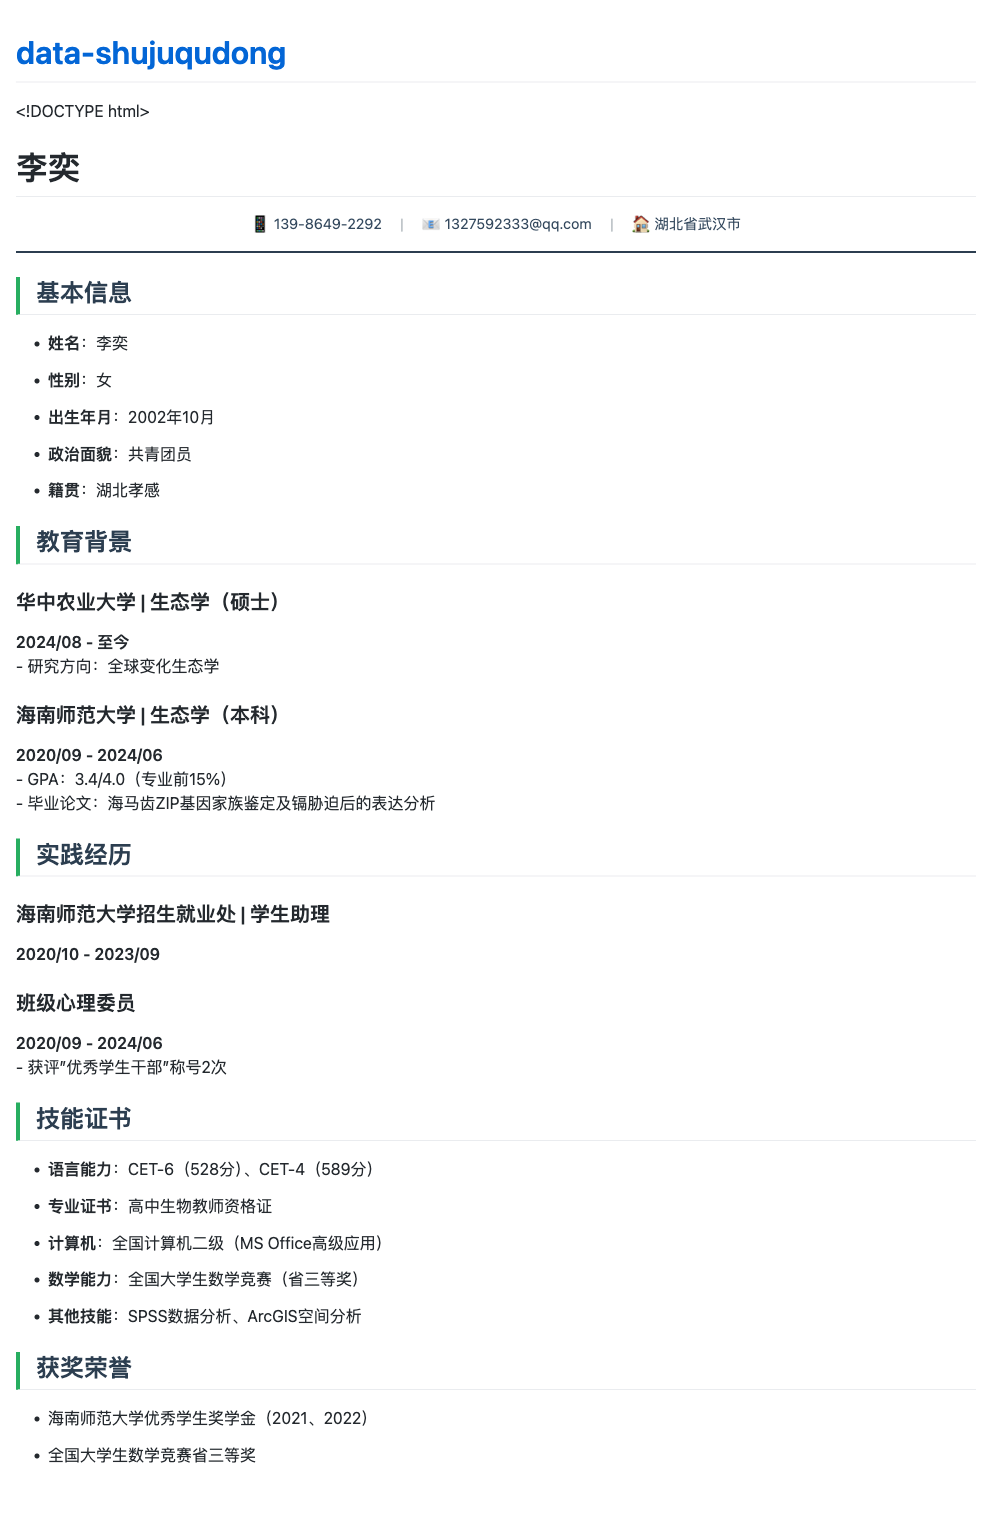 data-shujuqudong
<!DOCTYPE html>
李奕
📱 139-8649-2292 | 📧 1327592333@qq.com | 🏠 湖北省武汉市
基本信息
• 姓名：李奕
• 性别：女
• 出生年月：2002年10月
• 政治面貌：共青团员
• 籍贯：湖北孝感
教育背景
华中农业大学 | 生态学（硕士）
2024/08 - 至今
- 研究方向：全球变化生态学
海南师范大学 | 生态学（本科）
2020/09 - 2024/06
- GPA：3.4/4.0（专业前15%）
- 毕业论文：海马齿ZIP基因家族鉴定及镉胁迫后的表达分析
实践经历
海南师范大学招生就业处 | 学生助理
2020/10 - 2023/09
班级心理委员
2020/09 - 2024/06
- 获评”优秀学生干部”称号2次
技能证书
• 语言能力：CET-6（528分）、CET-4（589分）
• 专业证书：高中生物教师资格证
• 计算机：全国计算机二级（MS Office高级应用）
• 数学能力：全国大学生数学竞赛（省三等奖）
• 其他技能：SPSS数据分析、ArcGIS空间分析
获奖荣誉
• 海南师范大学优秀学生奖学金（2021、2022）
• 全国大学生数学竞赛省三等奖